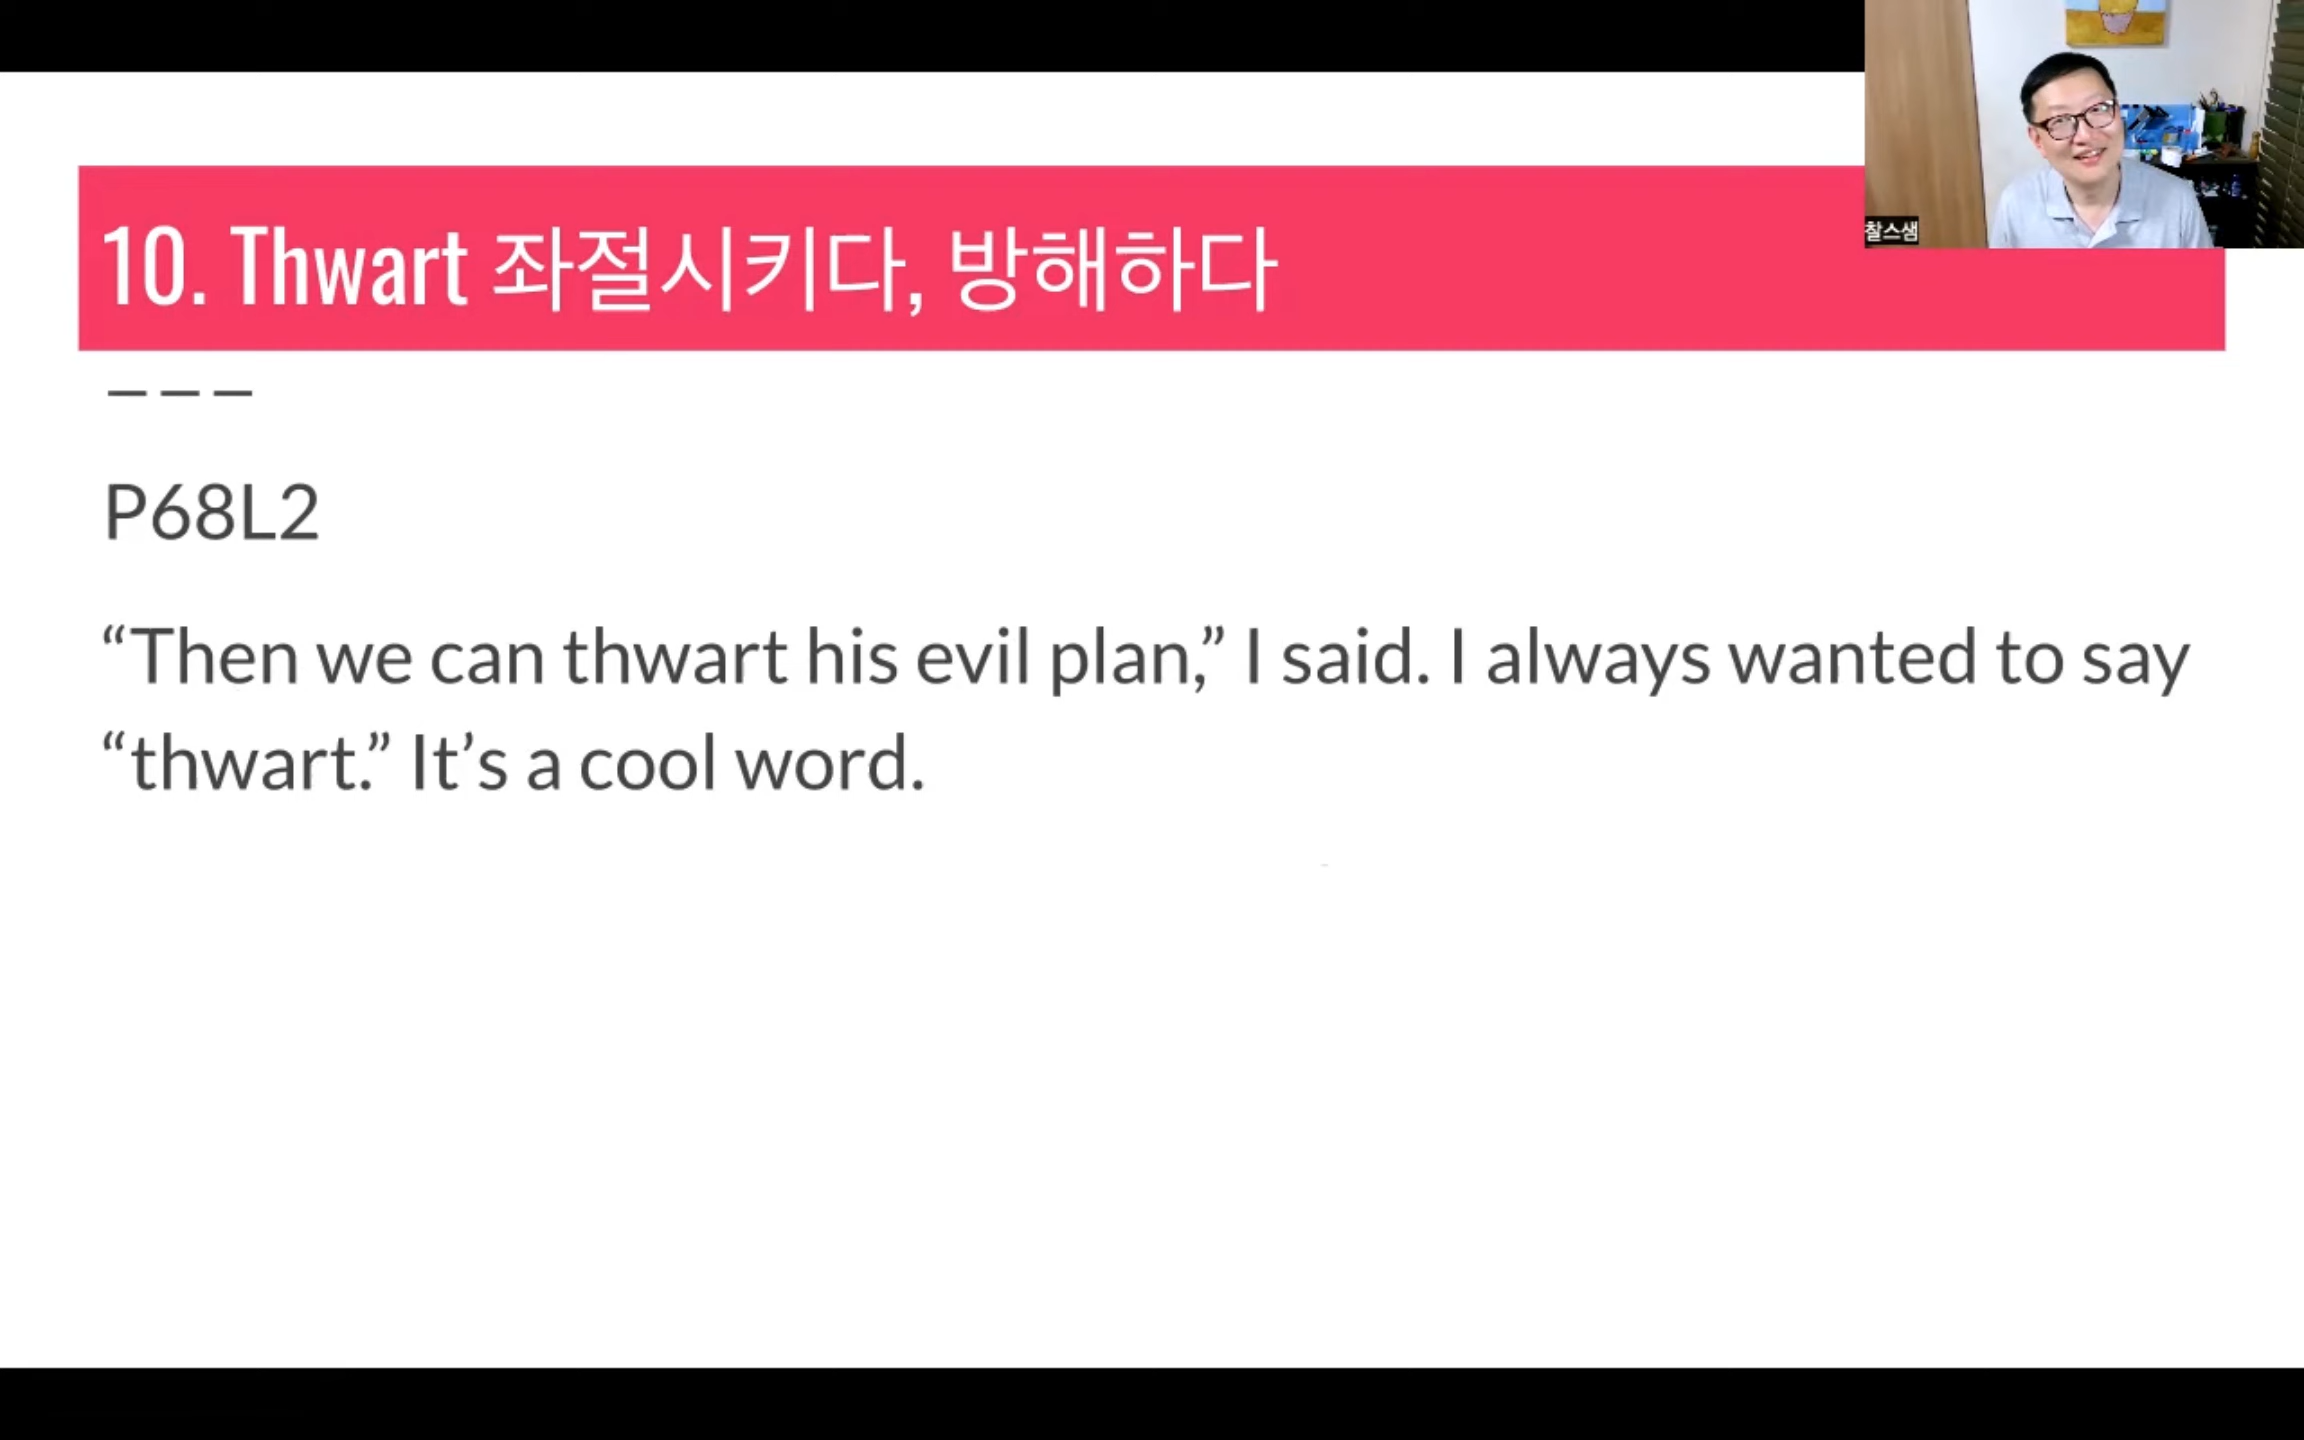 찰스샘
10. Thwart 좌절시키다, 방해하다
P68L2
“Then we can thwart his evil plan,” I said. I always wanted to say
“thwart.” It’s a cool word.